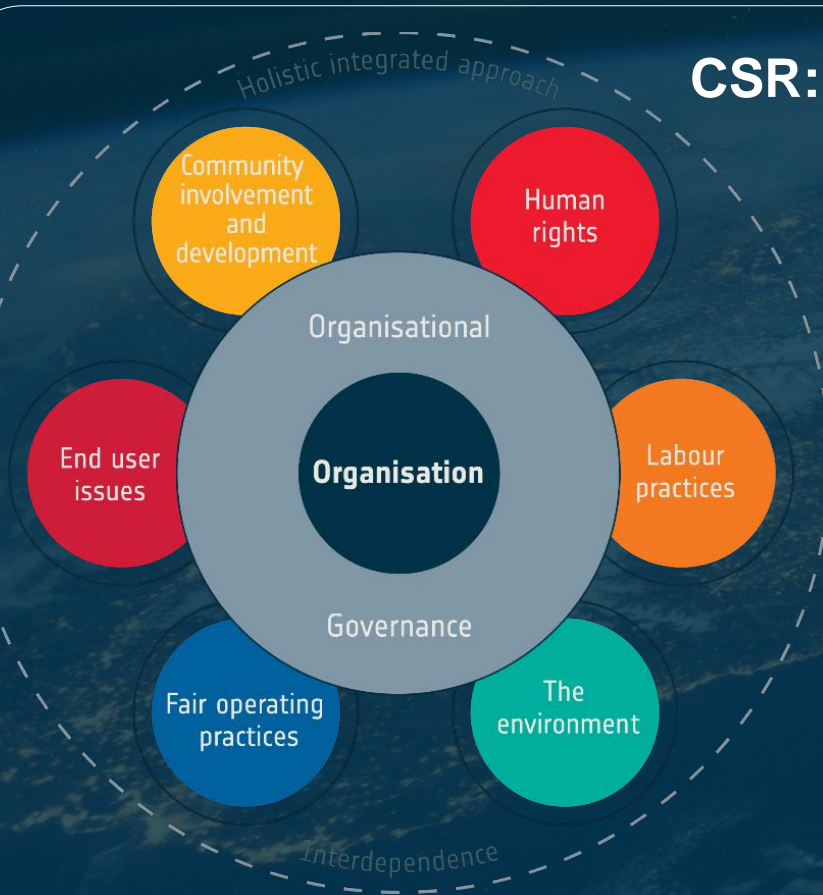 Holistic integrated approach
CSR:
Community
involvement
and
development
Human
rights
Organisational
Organisation
Governance
End user
issues
Labour
practices
Fair operating
practices
The
environment
Interdependence